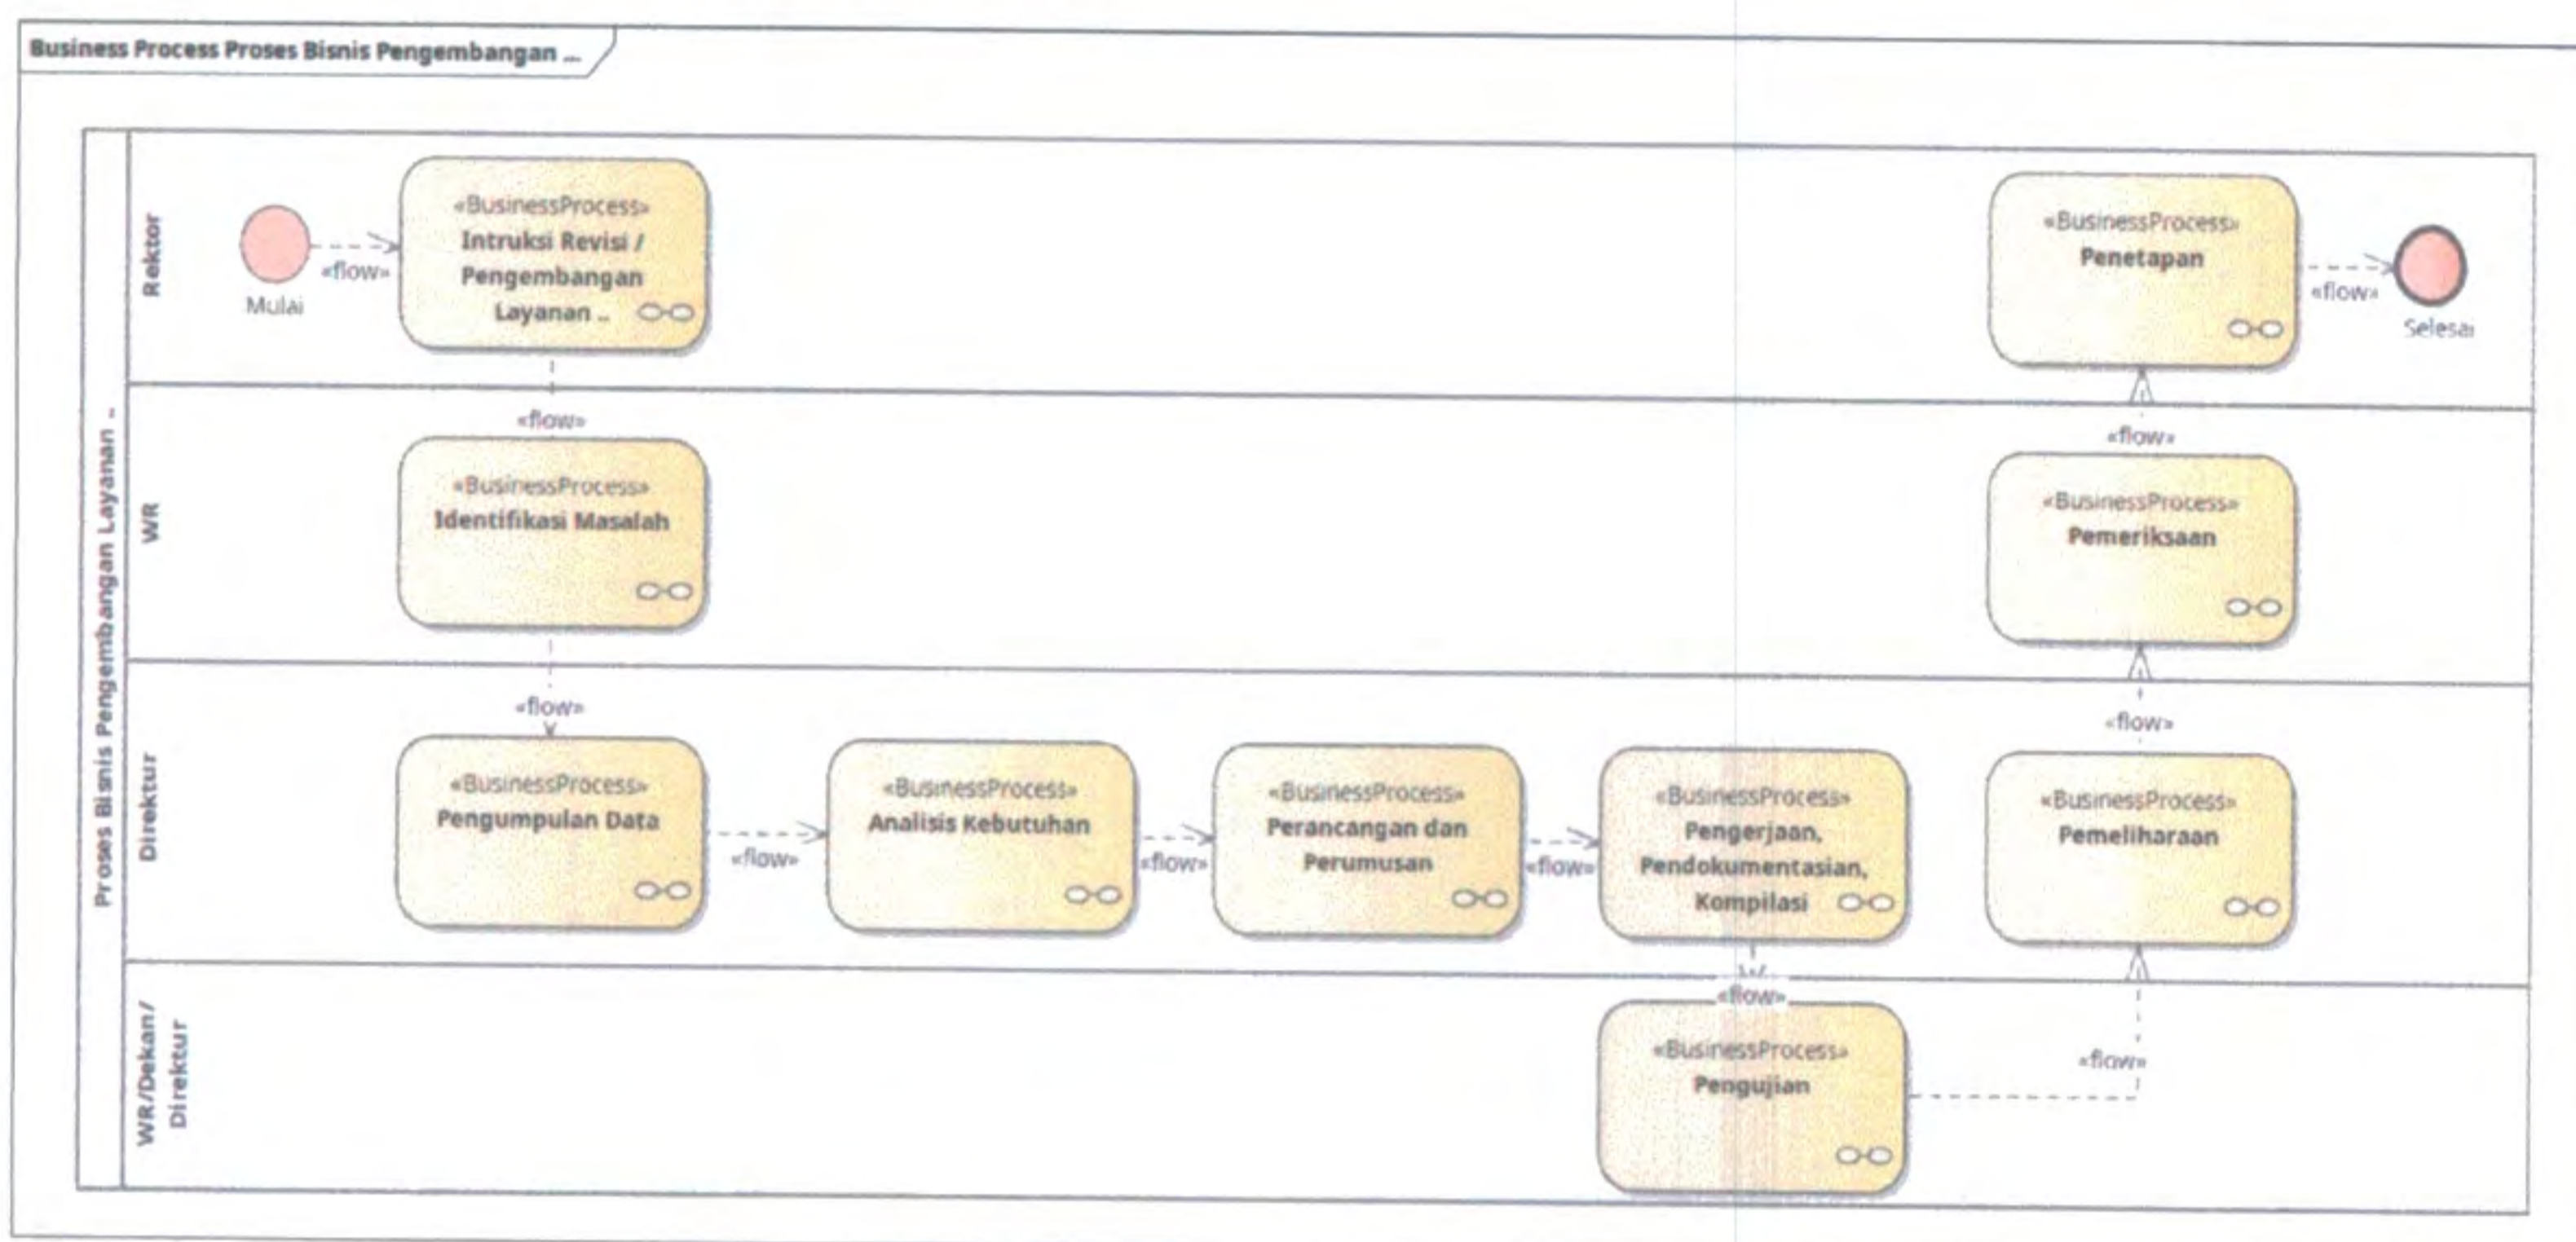 Business Process Proses Bisnis Pengembangan ...
Proses Bisnis Pengembangan Layanan ..
Rektor
Mulai
«flow»
«BusinessProcess»
Intruksi Revisi /
Pengembangan
Layanan ..
«BusinessProcess»
Penetapan
«flow»
Selesai
WR
«flow»
«BusinessProcess»
Identifikasi Masalah
«flow»
«BusinessProcess»
Pemeriksaan
Direktur
«flow»
«BusinessProcess»
Pengumpulan Data
«flow»
«BusinessProcess»
Analisis Kebutuhan
«flow»
«BusinessProcess»
Perancangan dan
Perumusan
«flow»
«BusinessProcess»
Pengerjaan,
Pendokumentasian,
Kompilasi
«flow»
«BusinessProcess»
Pemeliharaan
WR/Dekan/
Direktur
«flow»
«BusinessProcess»
Pengujian
«flow»